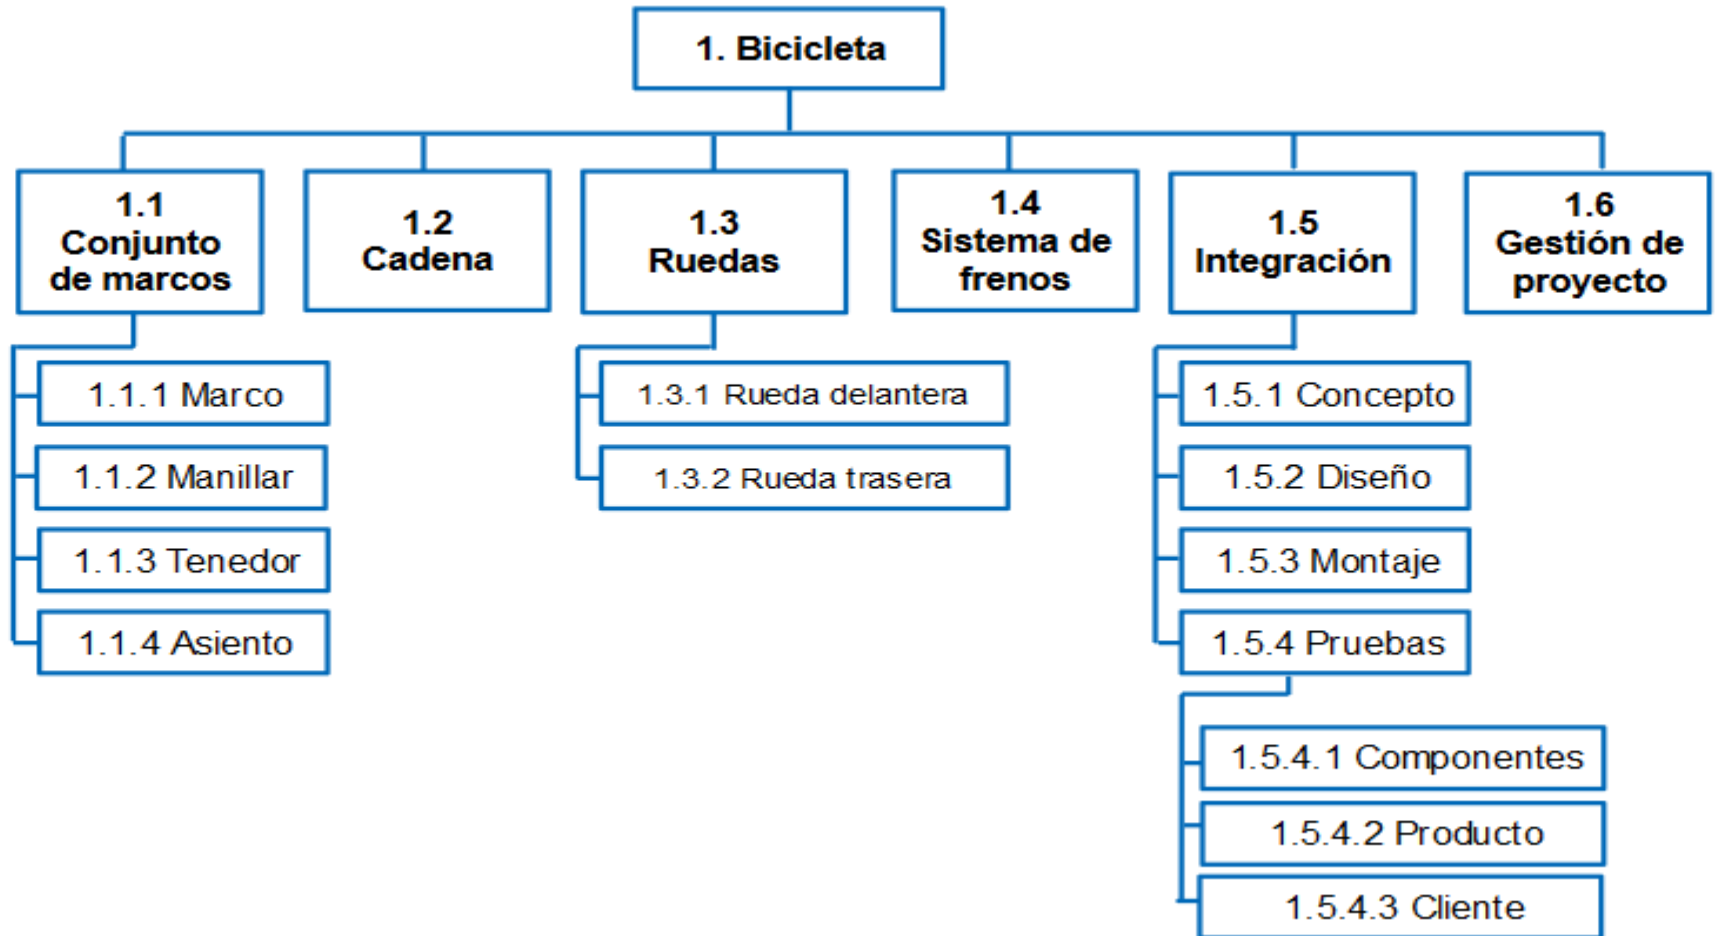 1. Bicicleta
1.1
Conjunto
de marcos
1.2
Cadena
1.3
Ruedas
1.4
Sistema de
frenos
1.5
Integración
1.6
Gestión de
proyecto
1.1.1 Marco
1.1.2 Manillar
1.1.3 Tenedor
1.1.4 Asiento
1.3.1 Rueda delantera
1.3.2 Rueda trasera
1.5.1 Concepto
1.5.2 Diseño
1.5.3 Montaje
1.5.4 Pruebas
1.5.4.1 Componentes
1.5.4.2 Producto
1.5.4.3 Cliente